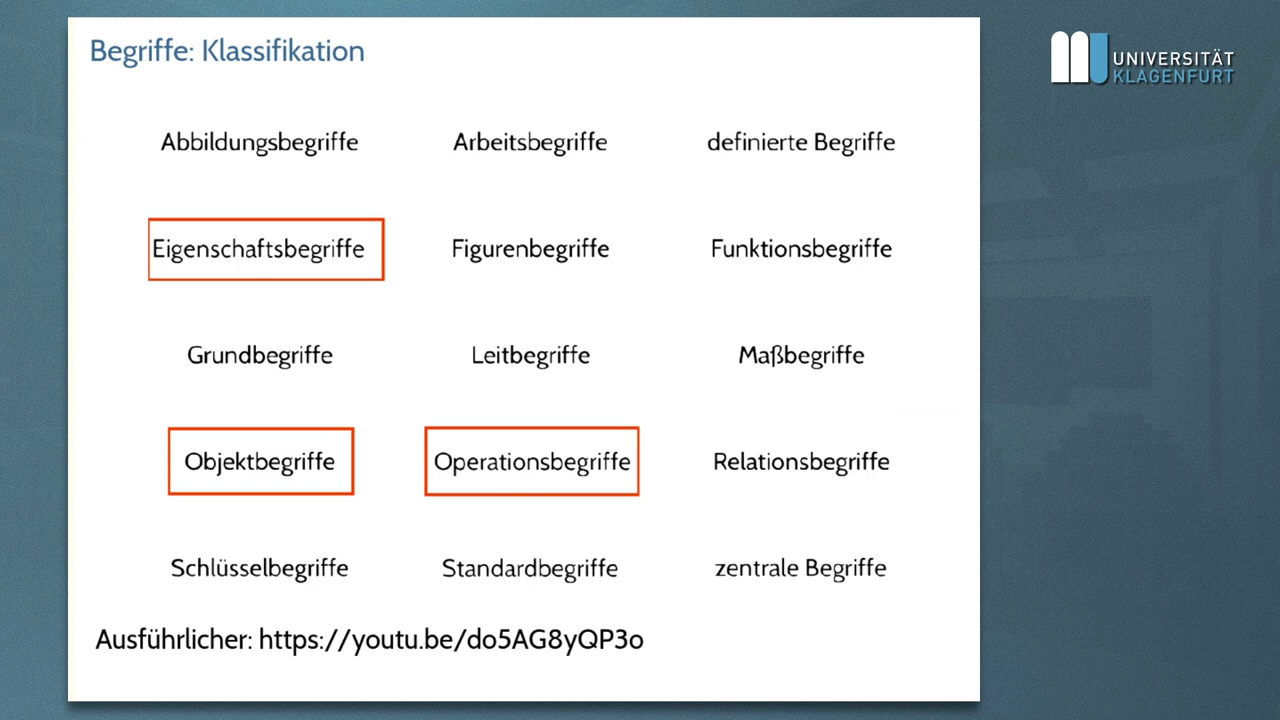 Begriffe: Klassifikation
UNIVERSITÄT
KLAGENFURT
Abbildungsbegriffe Arbeitsbegriffe definierte Begriffe
Eigenschaftsbegriffe Figurenbegriffe Funktionsbegriffe
Grundbegriffe Leitbegriffe Maßbegriffe
Objektbegriffe Operationsbegriffe Relationsbegriffe
Schlüsselbegriffe Standardbegriffe zentrale Begriffe
Ausführlicher: https://youtu.be/do5AG8yQP3o